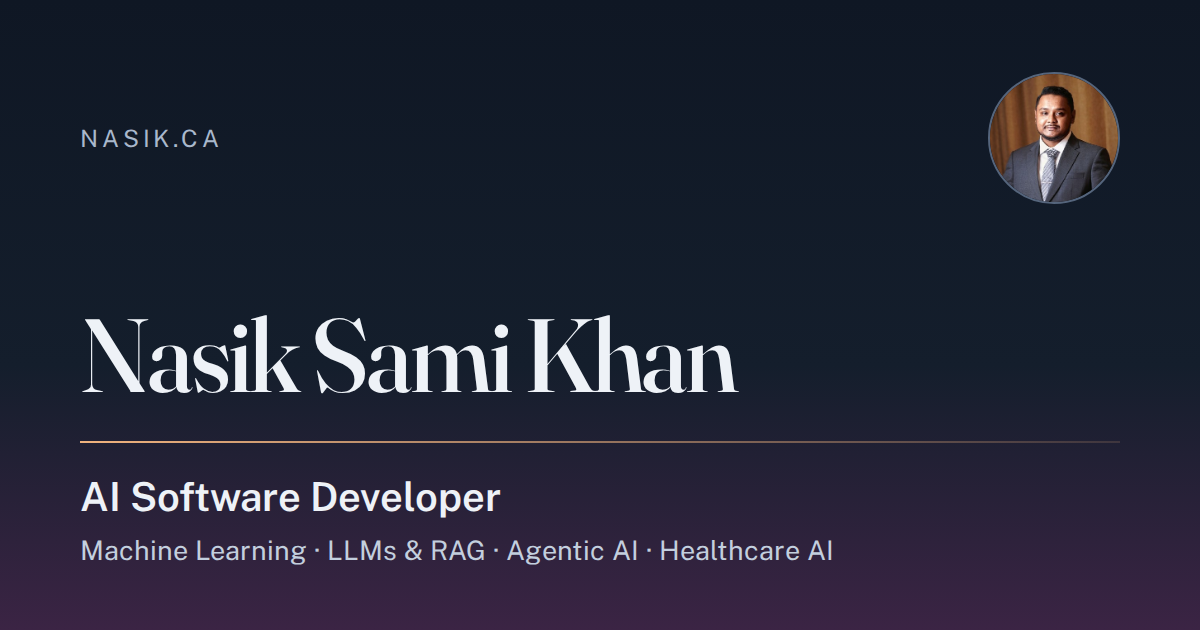 NASIK.CA
Nasik Sami Khan
AI Software Developer
Machine Learning · LLMs & RAG · Agentic AI · Healthcare AI